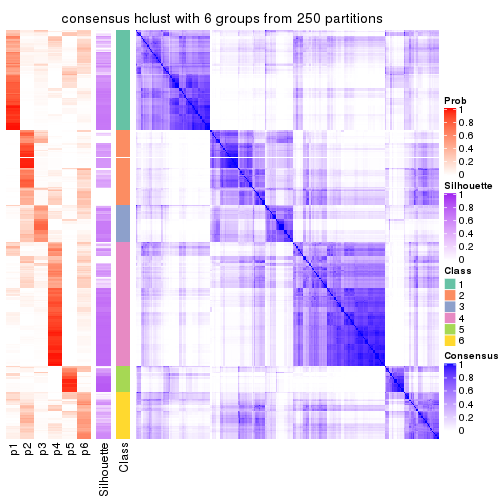 consensus hclust with 6 groups from 250 partitions
Prob
1
0.8
0.6
0.4
0.2
0
Silhouette
1
0.8
0.6
0.4
0.2
0
Class
1
2
3
4
5
6
Consensus
1
0.8
0.6
0.4
0.2
0
p1
p2
p3
p4
p5
p6
Silhouette
Class